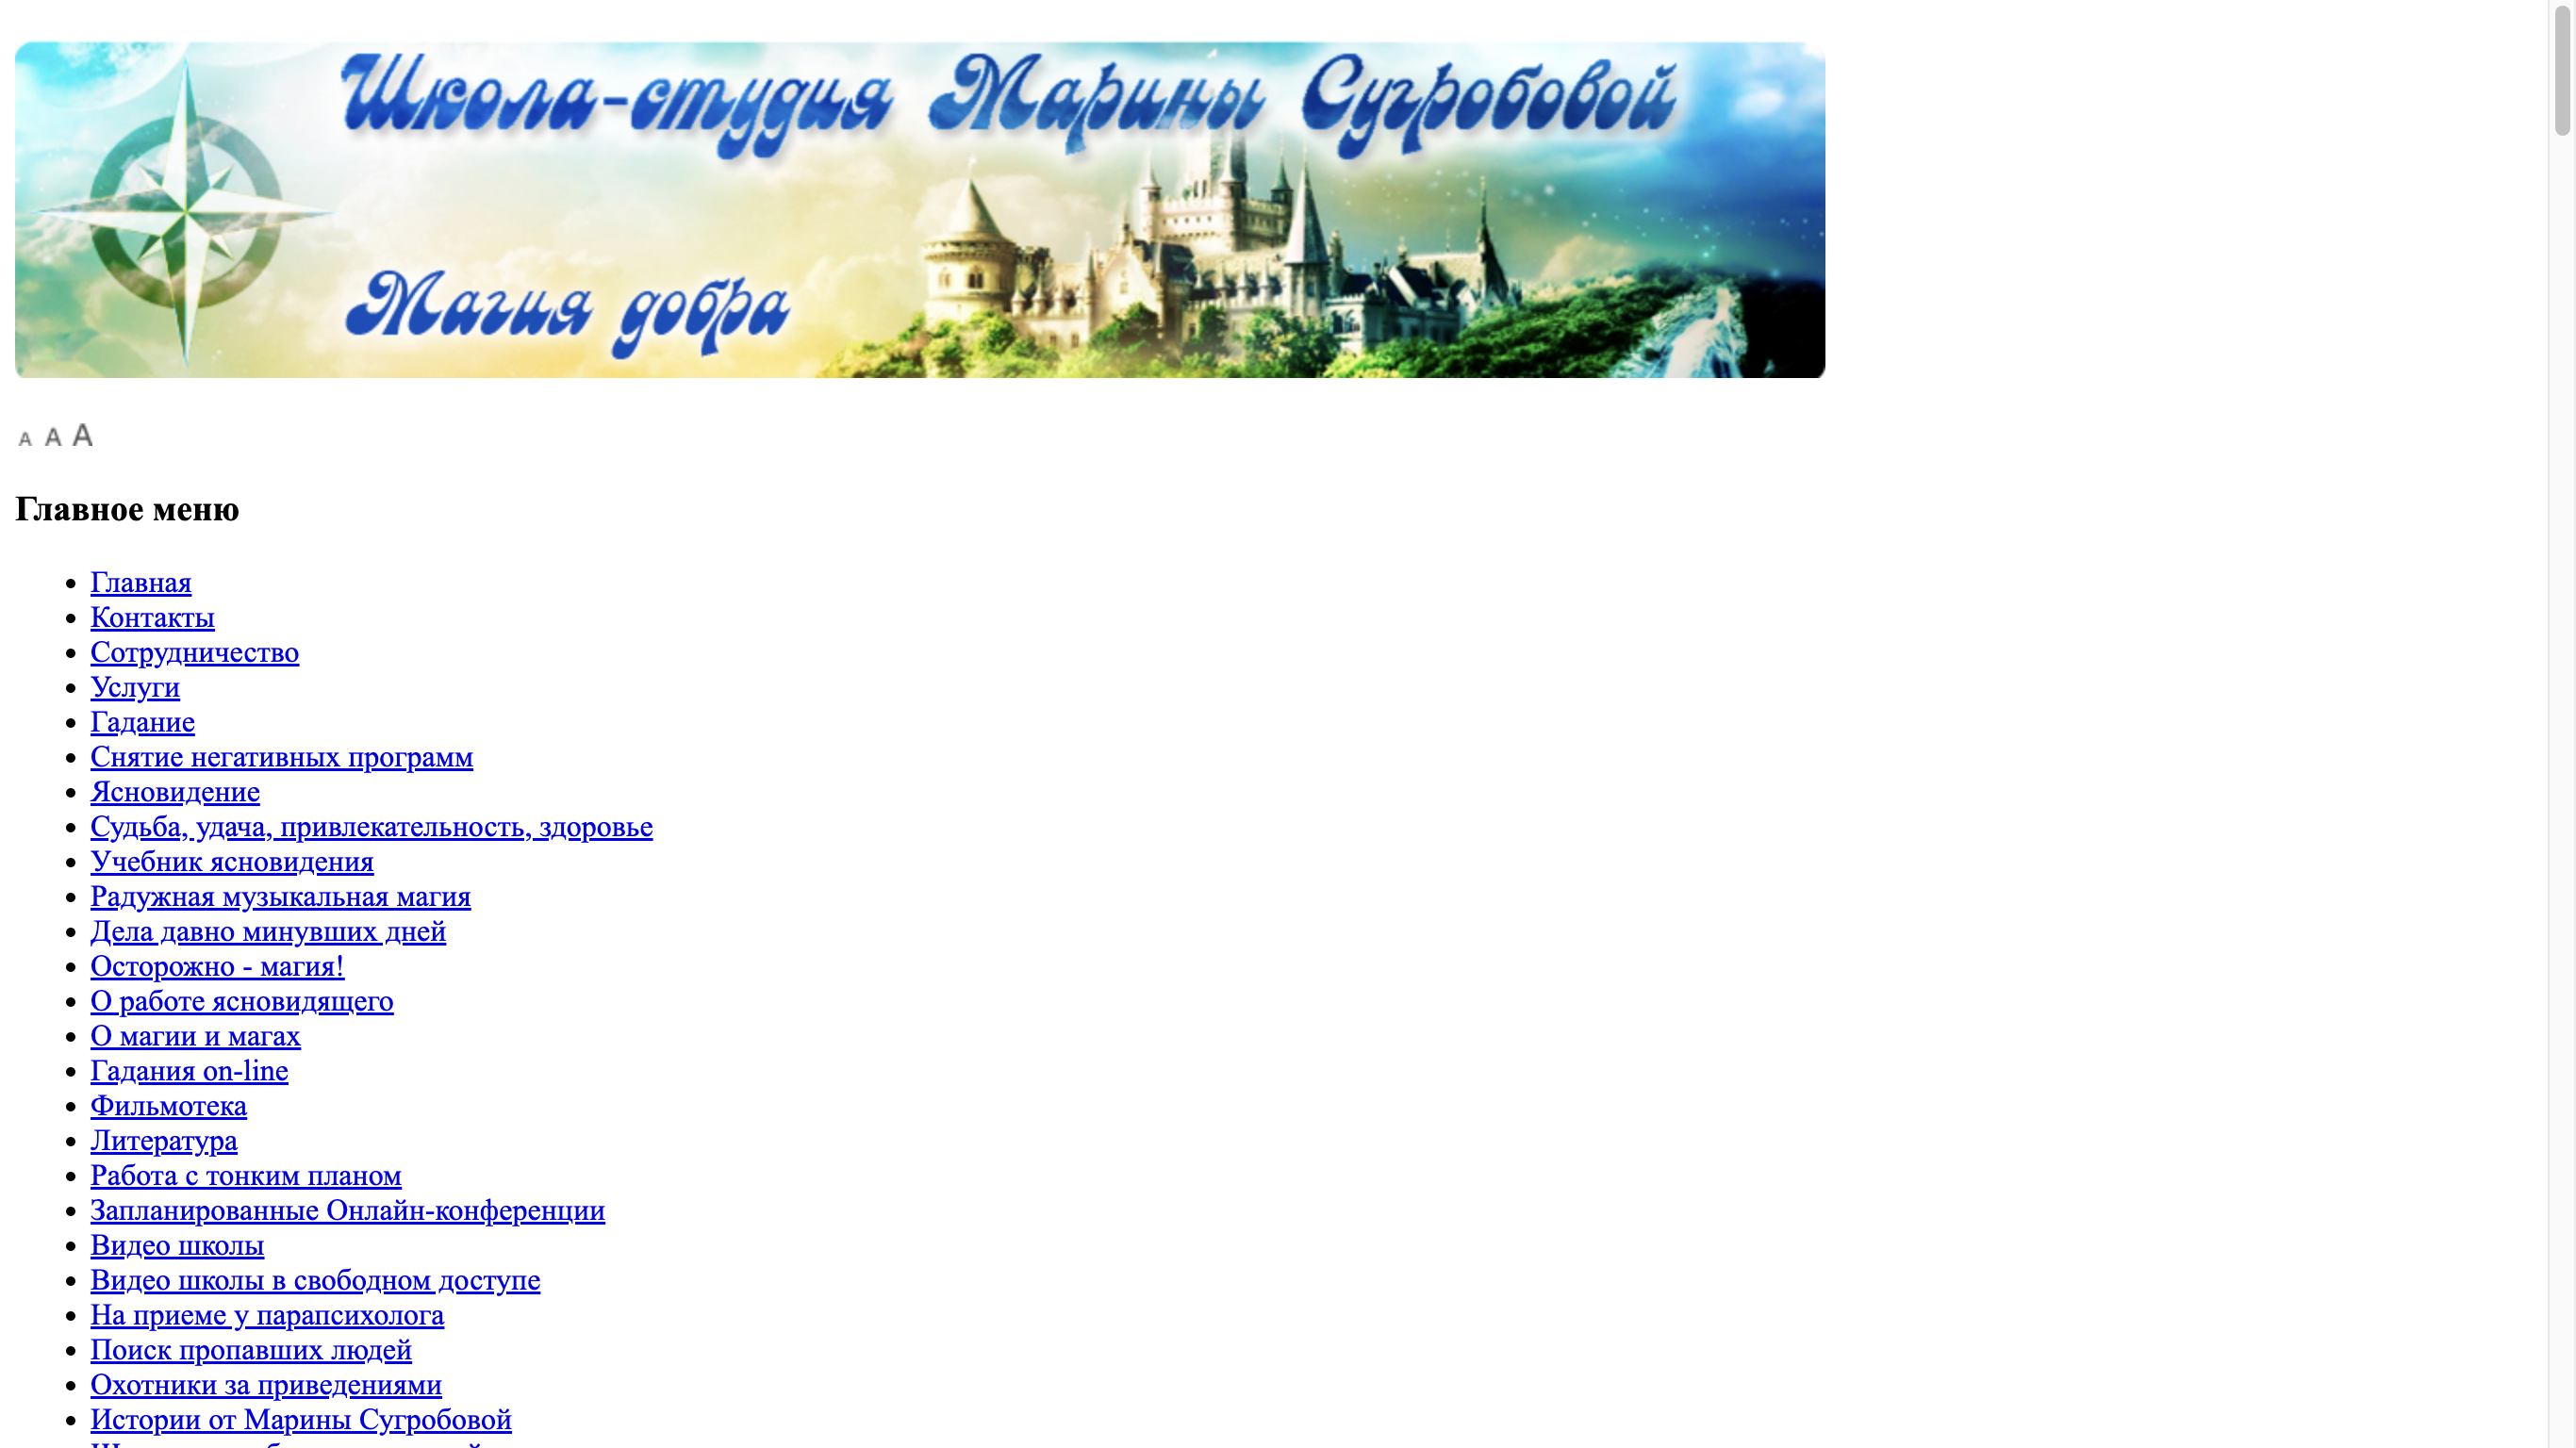 Школа-студия Марины Сугробовой
Магия добра
A A A
Главное меню
Главная
Контакты
Сотрудничество
Услуги
Гадание
Снятие негативных программ
Ясновидение
Судьба, удача, привлекательность, здоровье
Учебник ясновидения
Радужная музыкальная магия
Дела давно минувших дней
Осторожно - магия!
О работе ясновидящего
О магии и магах
Гадания on-line
Фильмотека
Литература
Работа с тонким планом
Запланированные Онлайн-конференции
Видео школы
Видео школы в свободном доступе
На приеме у парапсихолога
Поиск пропавших людей
Охотники за приведениями
Истории от Марины Сугробовой